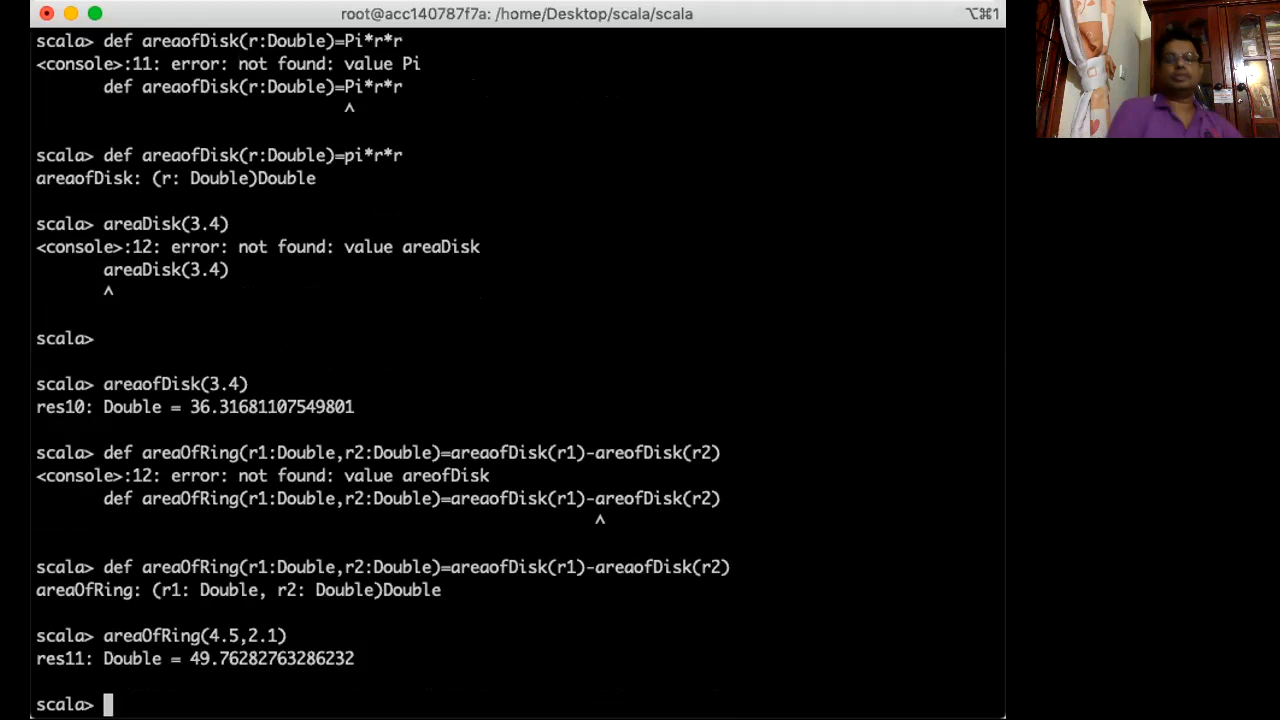 root@acc140787f7a: /home/Desktop/scala/scala
⌥⌘1
scala> def areaofDisk(r:Double)=Pi*r*r
<console>:11: error: not found: value Pi
       def areaofDisk(r:Double)=Pi*r*r
                                ^
scala> def areaofDisk(r:Double)=pi*r*r
areaofDisk: (r: Double)Double
scala> areaDisk(3.4)
<console>:12: error: not found: value areaDisk
       areaDisk(3.4)
       ^
scala>
scala> areaofDisk(3.4)
res10: Double = 36.31681107549801
scala> def areaOfRing(r1:Double,r2:Double)=areaofDisk(r1)-areofDisk(r2)
<console>:12: error: not found: value areofDisk
       def areaOfRing(r1:Double,r2:Double)=areaofDisk(r1)-areofDisk(r2)
                                                          ^
scala> def areaOfRing(r1:Double,r2:Double)=areaofDisk(r1)-areaofDisk(r2)
areaOfRing: (r1: Double, r2: Double)Double
scala> areaOfRing(4.5,2.1)
res11: Double = 49.76282763286232
scala>